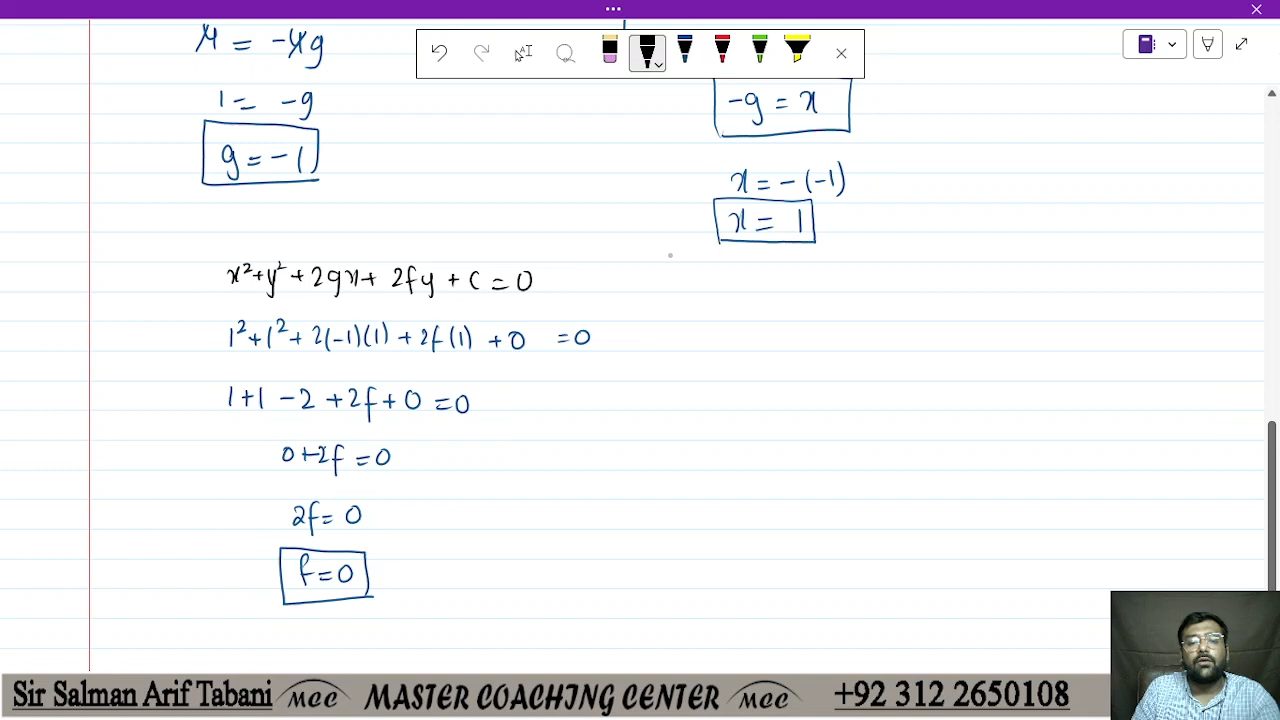 4 = -4g
1 = -g
g = -1
-g = x
x = -(-1)
x = 1
x²+y²+2gx+2fy+c=0
1²+1²+2(-1)(1)+2f(1)+0 =0
1+1-2+2f+0=0
0+2f=0
2f=0
f=0
Sir Salman Arif Tabani MCC MASTER COACHING CENTER MCC +92 312 2650108